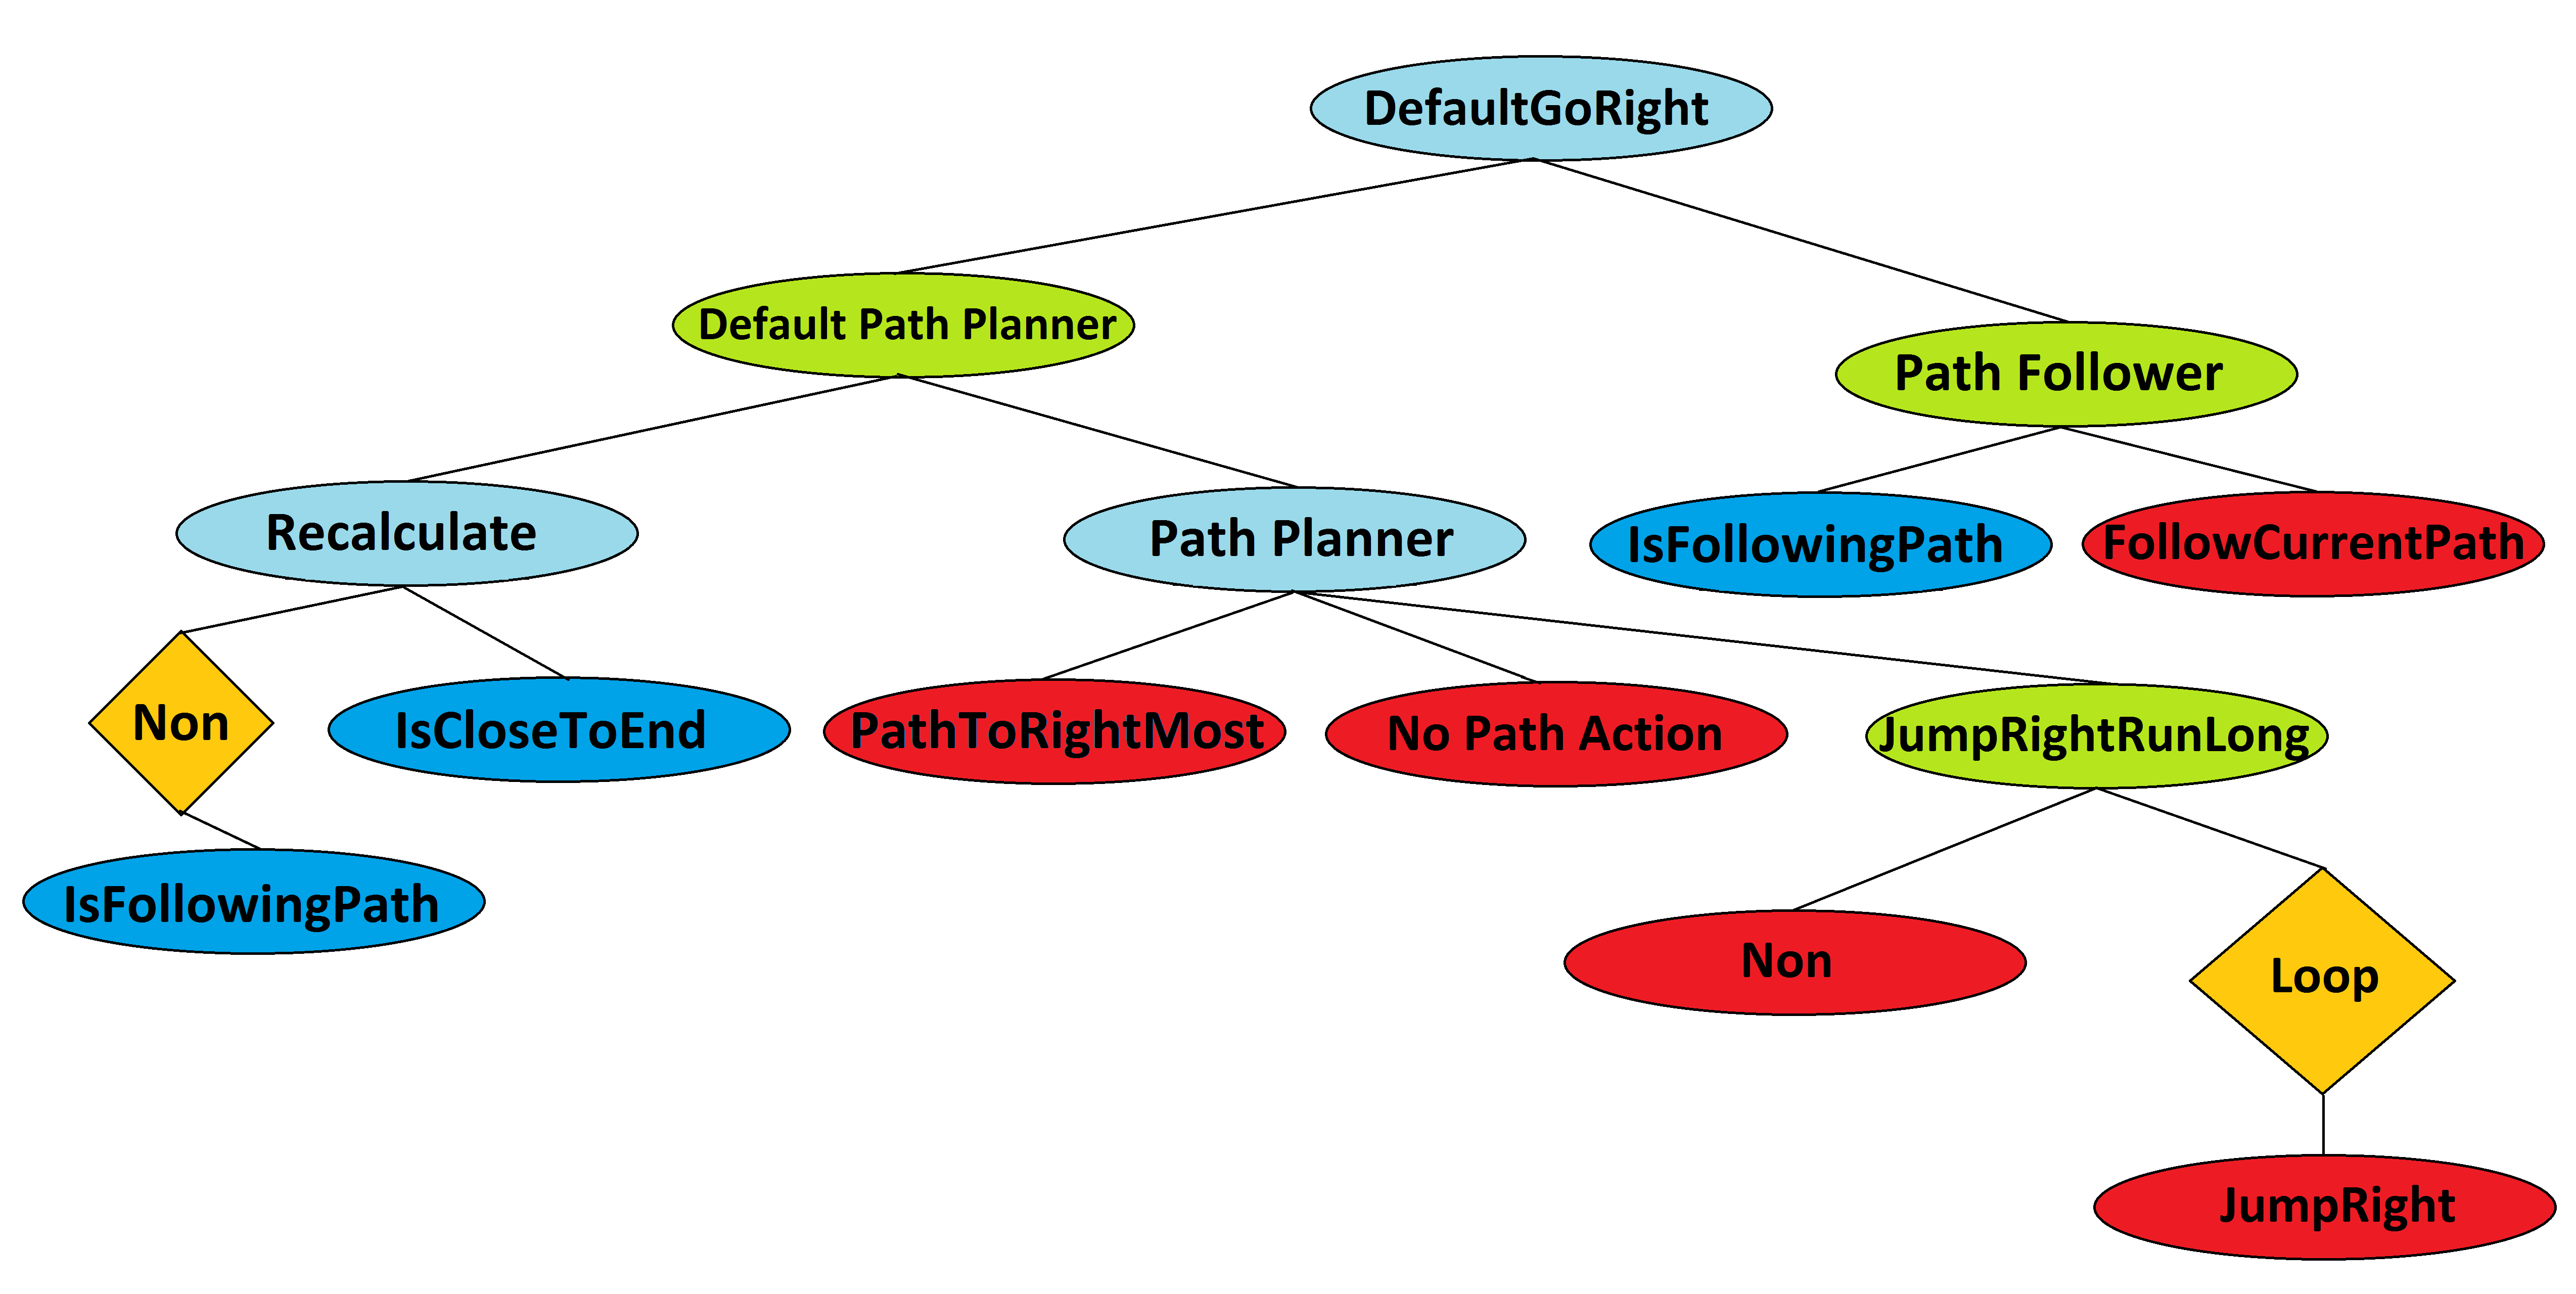 DefaultGoRight
Default Path Planner
Path Follower
Recalculate
Path Planner
IsFollowingPath
FollowCurrentPath
Non
IsCloseToEnd
PathToRightMost
No Path Action
JumpRightRunLong
IsFollowingPath
Non
Loop
JumpRight